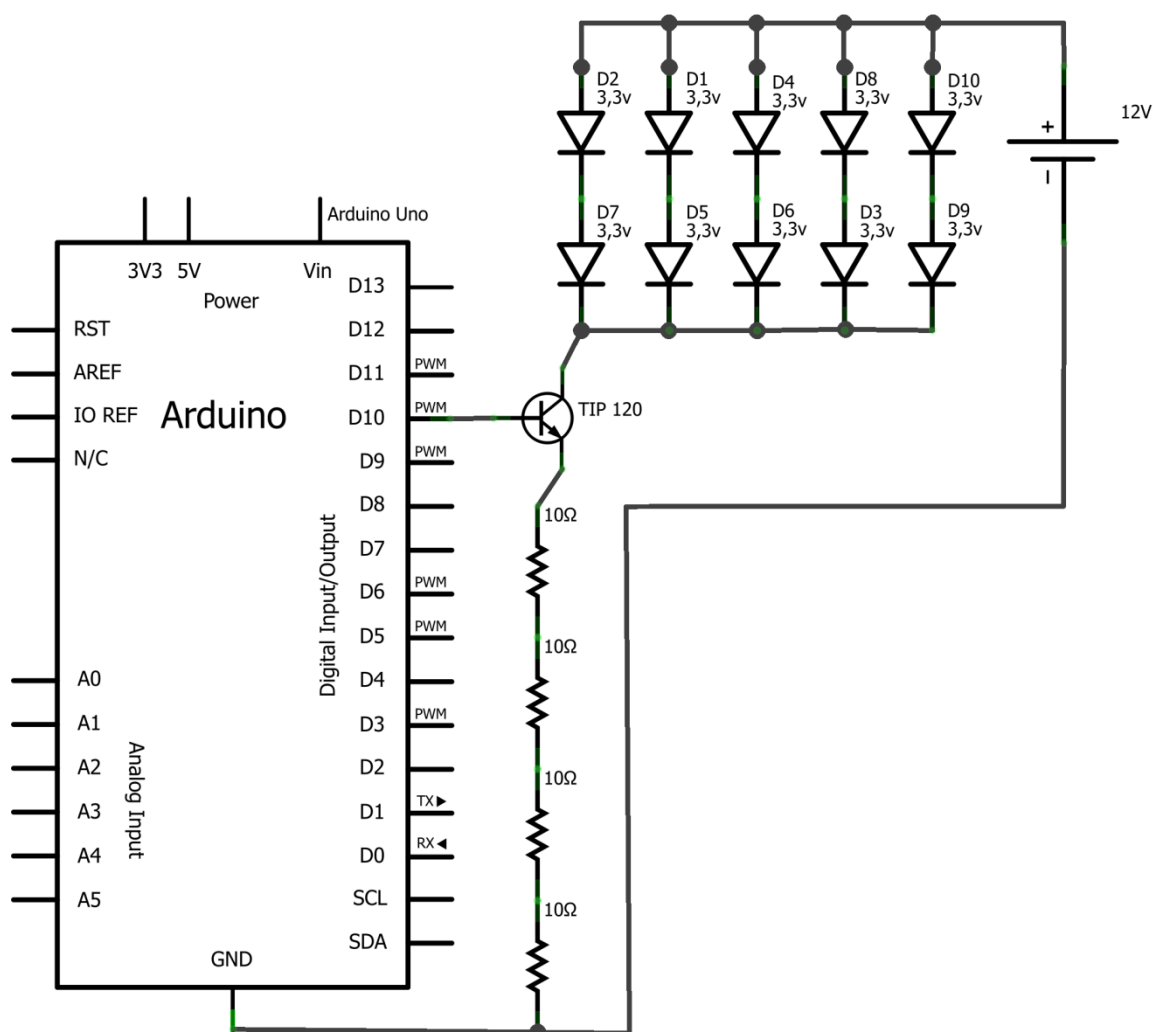 D2
3,3v
D1
3,3v
D4
3,3v
D8
3,3v
D10
3,3v
12V
+
−
D7
3,3v
D5
3,3v
D6
3,3v
D3
3,3v
D9
3,3v
Arduino Uno
3V3
5V
Vin
Power
RST
AREF
IO REF
N/C
Arduino
A0
A1
A2
A3
A4
A5
Analog Input
Digital Input/Output
D13
D12
D11
PWM
D10
PWM
D9
PWM
D8
D7
D6
PWM
D5
PWM
D4
D3
PWM
D2
D1
TX▶
D0
RX◀
SCL
SDA
GND
TIP 120
10Ω
10Ω
10Ω
10Ω